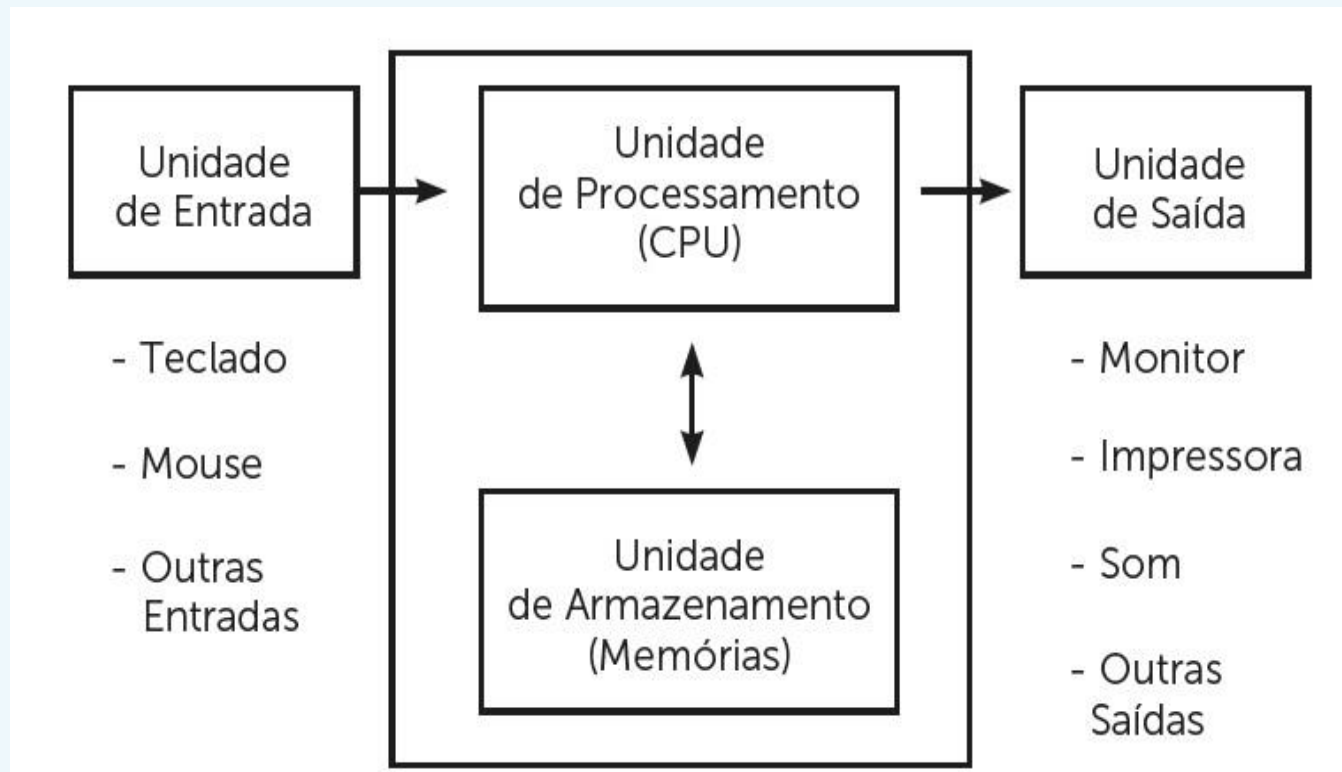 Unidade
de Entrada
- Teclado
- Mouse
- Outras
Entradas
Unidade
de Processamento
(CPU)
Unidade
de Armazenamento
(Memórias)
Unidade
de Saída
- Monitor
- Impressora
- Som
- Outras
Saídas